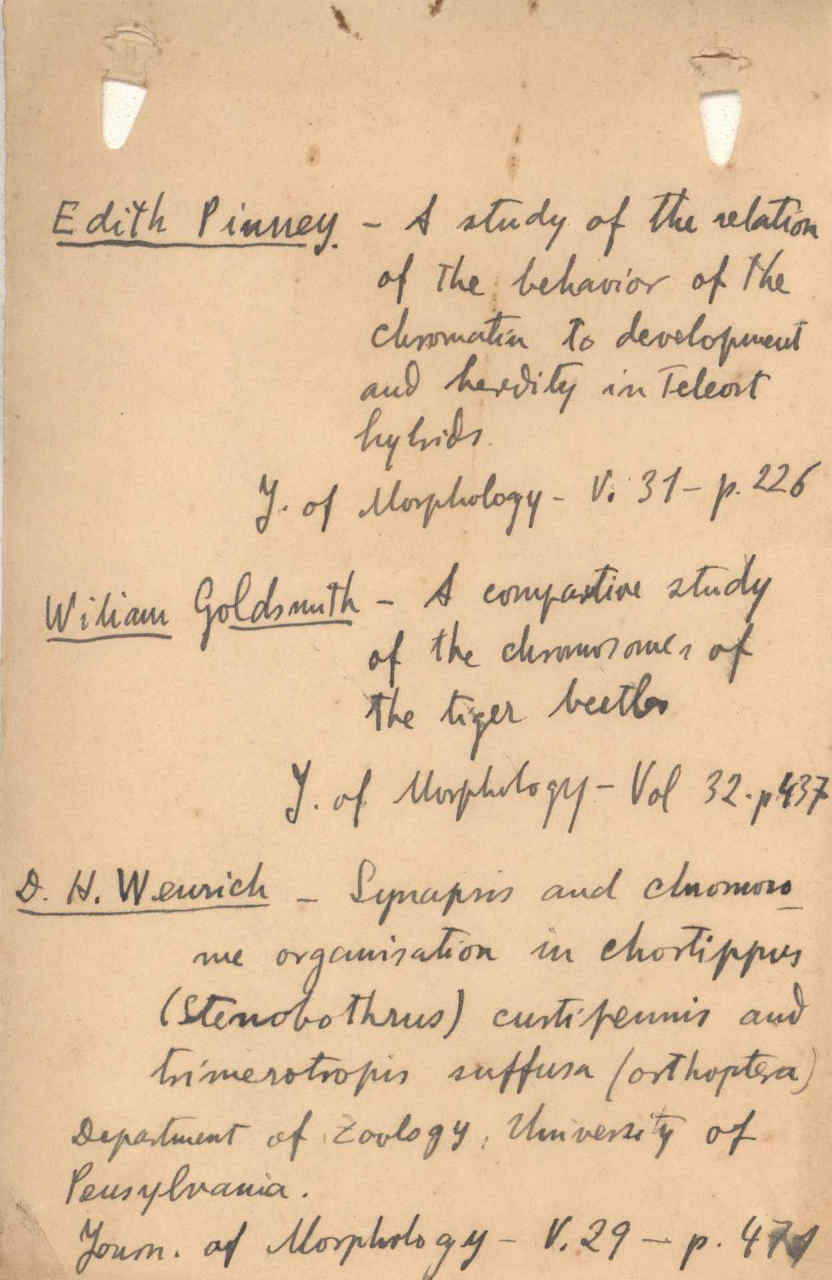 Edith Pinney. - A study of the relation
of the behavior of the
chromatin to development
and heredity in Teleost
hybrids.
J. of Morphology - V. 31 - p. 226
Wiliam Goldsmith - A compartive study
of the chromosomes of
the tiger beetles
J. of Morphology - Vol 32. p 437
D. H. Wenrich - Synapsis and chromoso
me organisation in chortippus
(Stenobothrus) curtipennis and
trimerotropis suffusa (orthoptera)
Department of Zoology, University of
Pensylvania.
Journ. of Morphology - V. 29 - p. 471